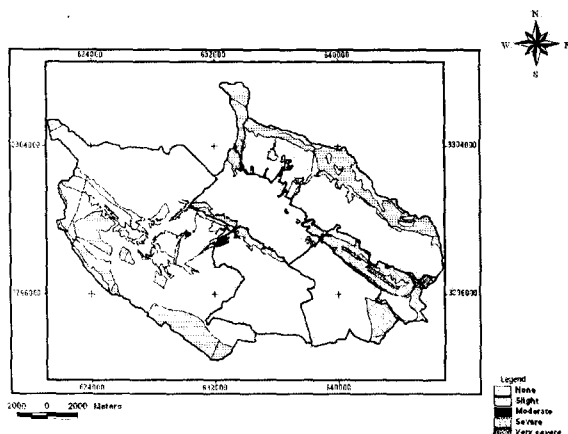 N
W E
S
624000 632000 640000
3304000 3304000
3296000 3296000
624000 632000 640000
2000 0 2000 Meters
Legend
None
Slight
Moderate
Severe
Very severe